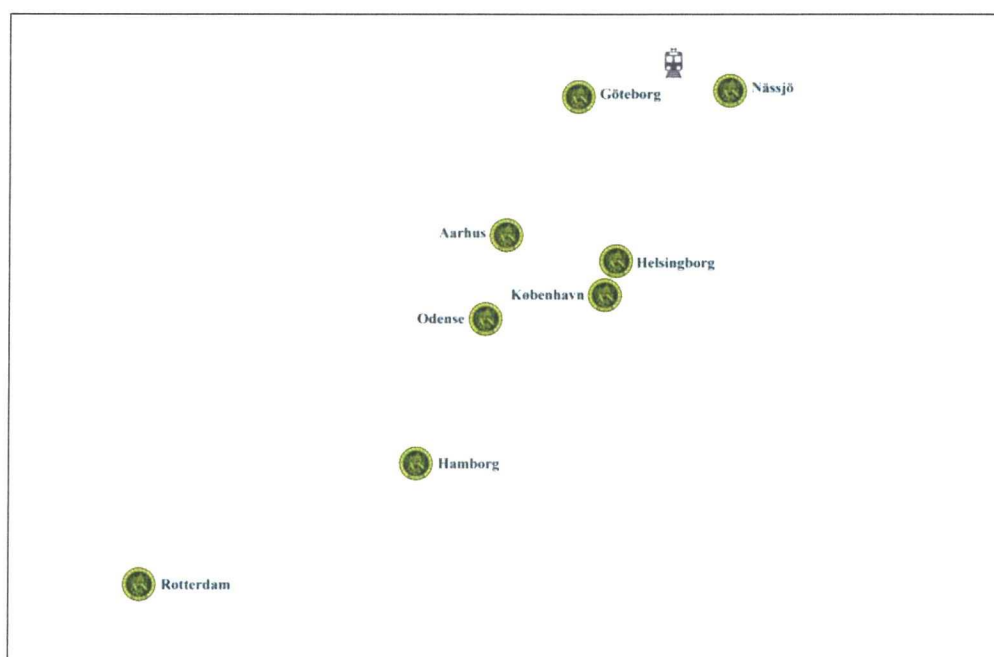 Göteborg
Nässjö
Aarhus
Helsingborg
København
Odense
Hamborg
Rotterdam